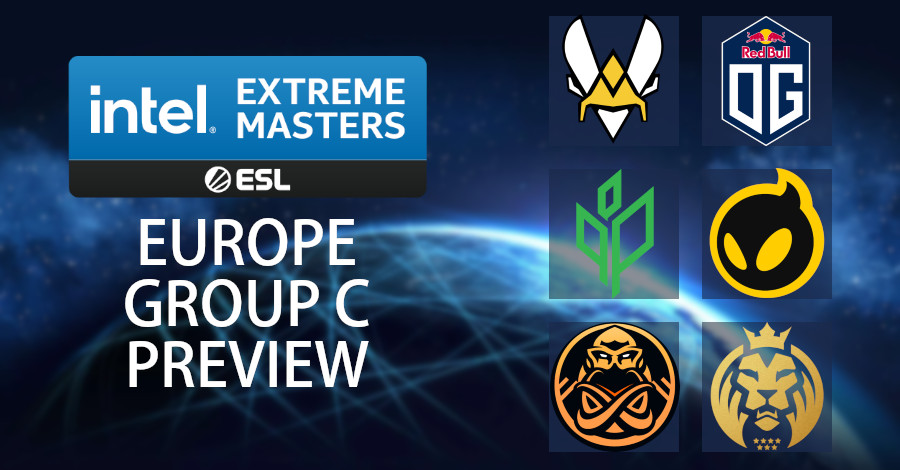 intel.
EXTREME
MASTERS
ESL
EUROPE
GROUP C
PREVIEW
Red Bull
OG